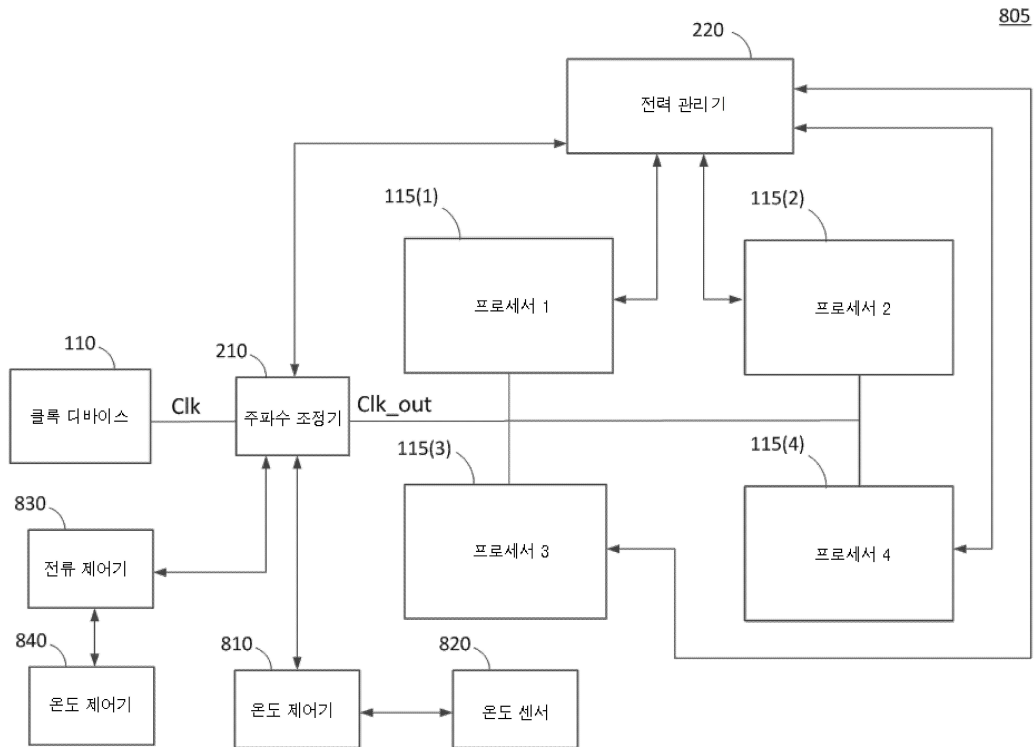 805
220
전력 관리기
115(1)
115(2)
프로세서 1
프로세서 2
110
210
클록 디바이스
Clk
주파수 조정기
Clk_out
115(3)
115(4)
830
전류 제어기
프로세서 3
프로세서 4
840
810
820
온도 제어기
온도 제어기
온도 센서